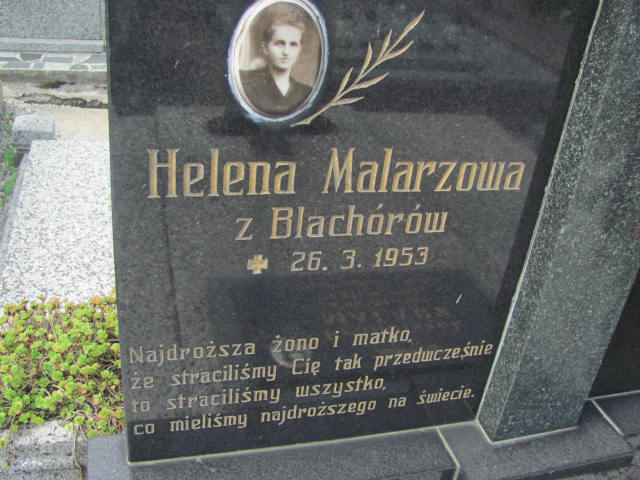 Helena Malarzowa
z Blachórów
✚ 26. 3. 1953
Najdroższa żono i matko,
że straciliśmy Cię tak przedwcześnie
to straciliśmy wszystko,
co mieliśmy najdroższego na świecie.